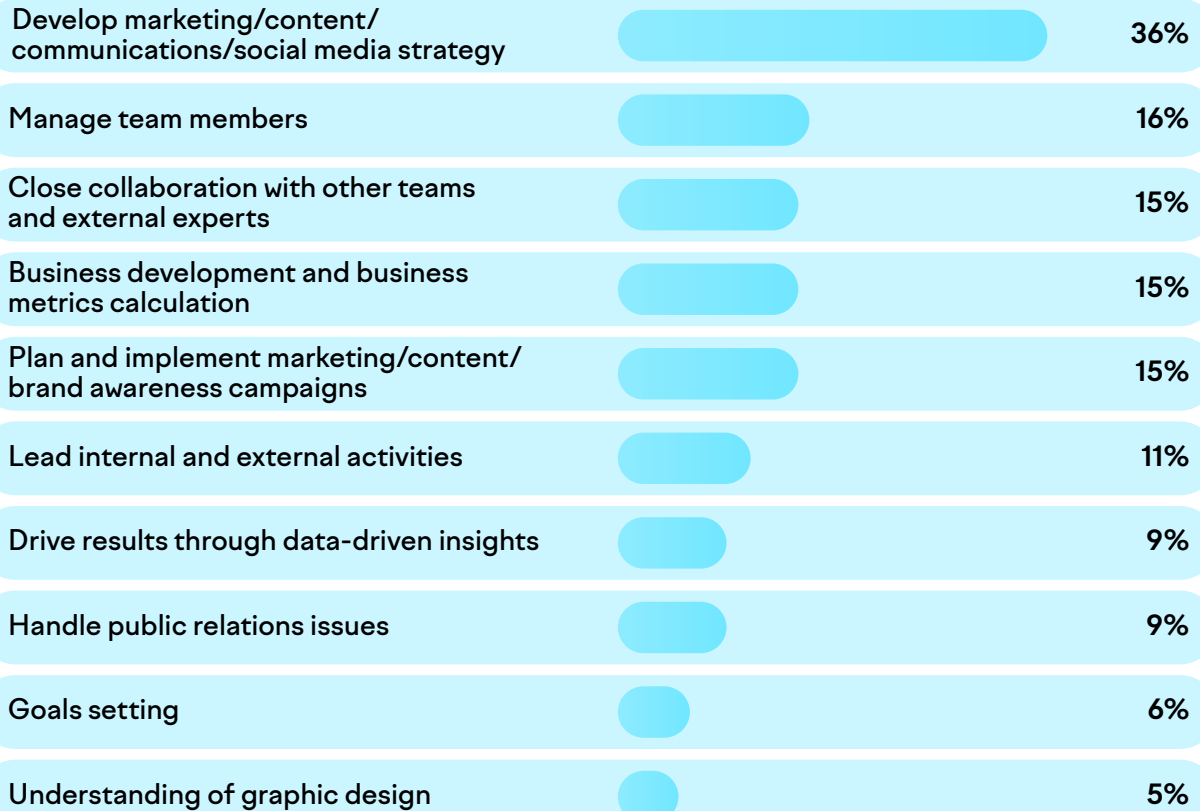 Develop marketing/content/
communications/social media strategy
36%
Manage team members
16%
Close collaboration with other teams
and external experts
15%
Business development and business
metrics calculation
15%
Plan and implement marketing/content/
brand awareness campaigns
15%
Lead internal and external activities
11%
Drive results through data-driven insights
9%
Handle public relations issues
9%
Goals setting
6%
Understanding of graphic design
5%